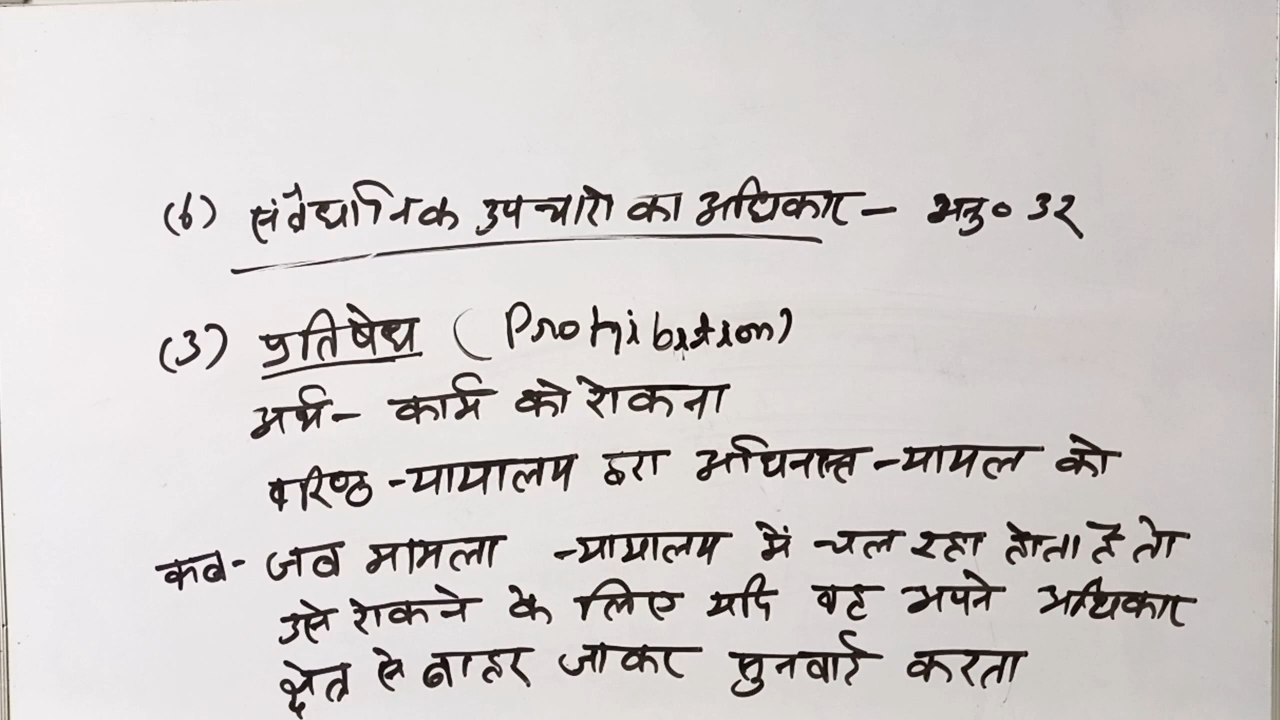 (6) संवैधानिक उपचारो का अधिकार – अनु० 32
(3) प्रतिषेध (Prohibition)
अर्थ – कार्य को रोकना
वरिष्ठ न्यायालय द्वारा अधिनस्त न्यायल को
कब - जब मामला न्यायालय में चल रहा होता है तो
उसे रोकने के लिए यदि वह अपने अधिकार
क्षेत्र से बाहर जाकर सुनवाई करता